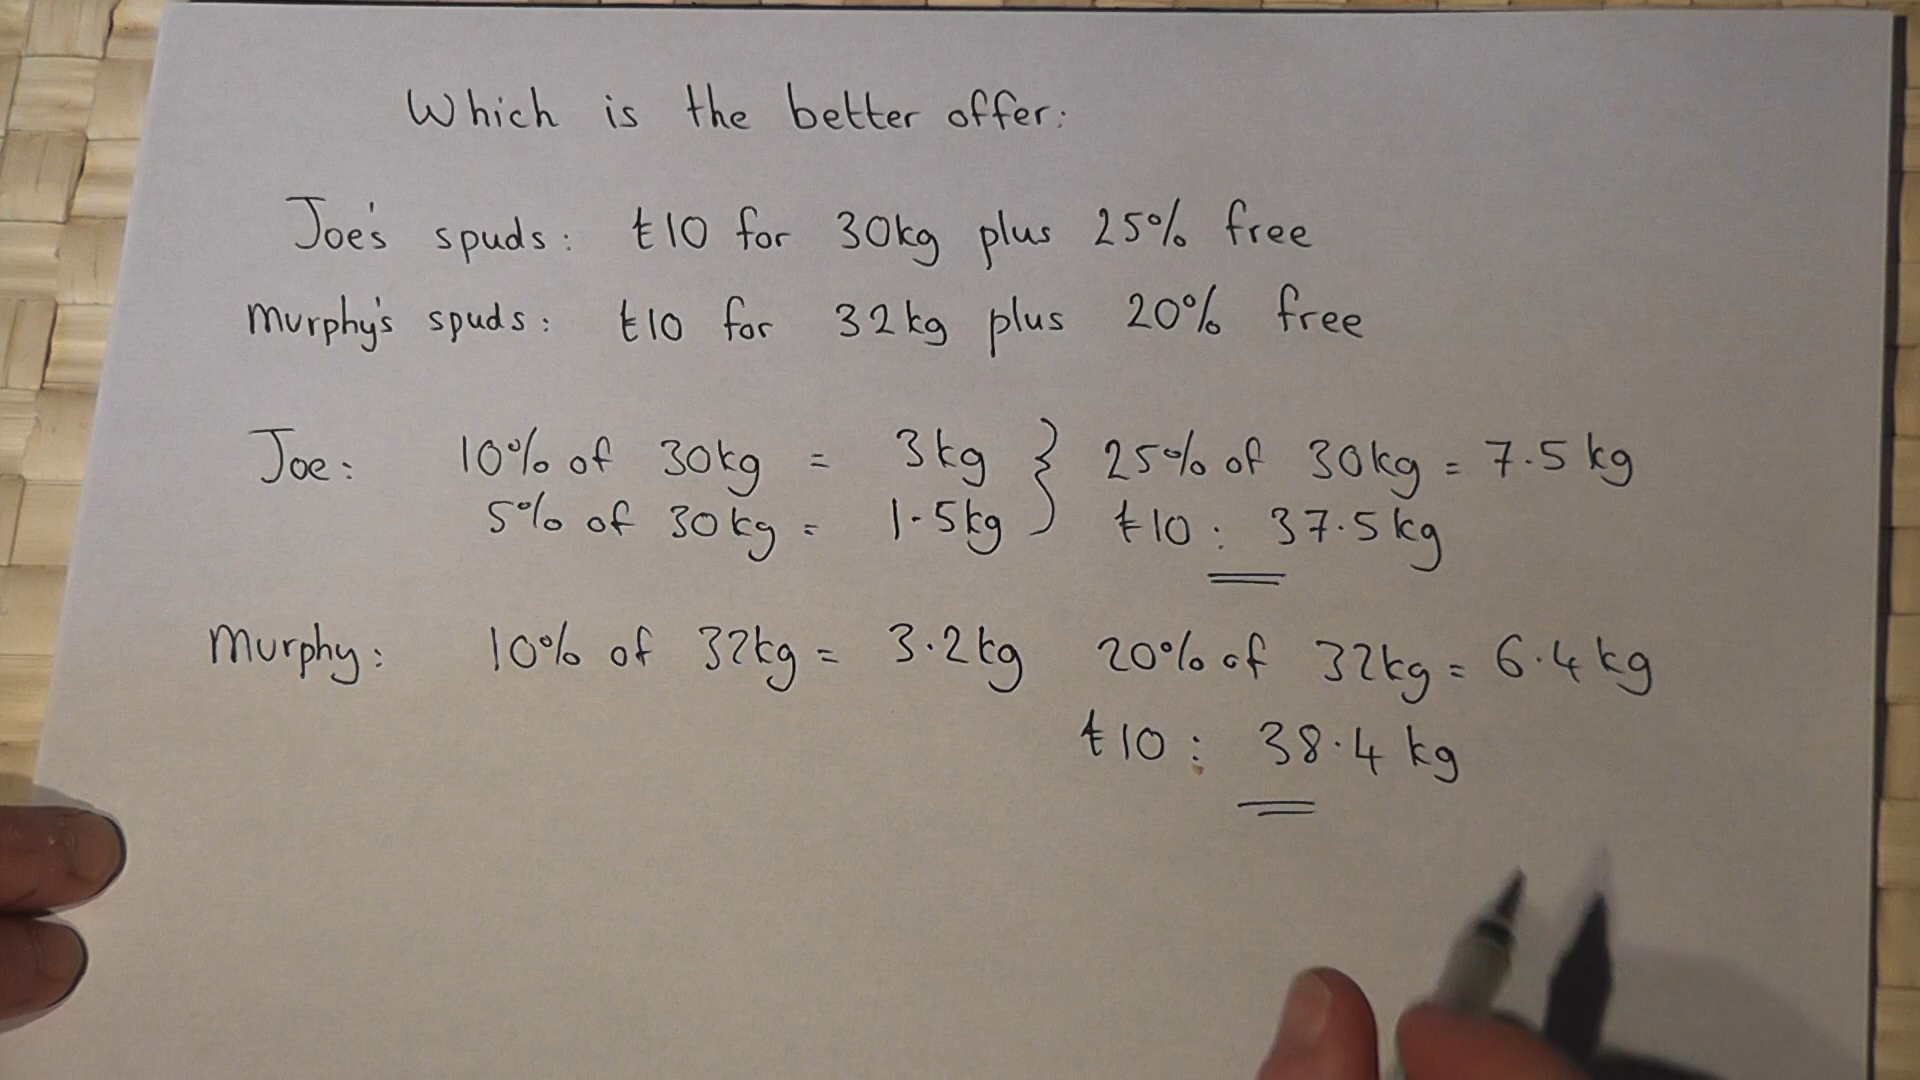 Which is the better offer:
Joe's spuds: £10 for 30kg plus 25% free
Murphy's spuds: £10 for 32kg plus 20% free
Joe: 10% of 30kg = 3kg } 25% of 30kg = 7.5kg
5% of 30kg = 1.5kg £10: 37.5kg
Murphy: 10% of 32kg = 3.2kg 20% of 32kg = 6.4kg
£10: 38.4kg